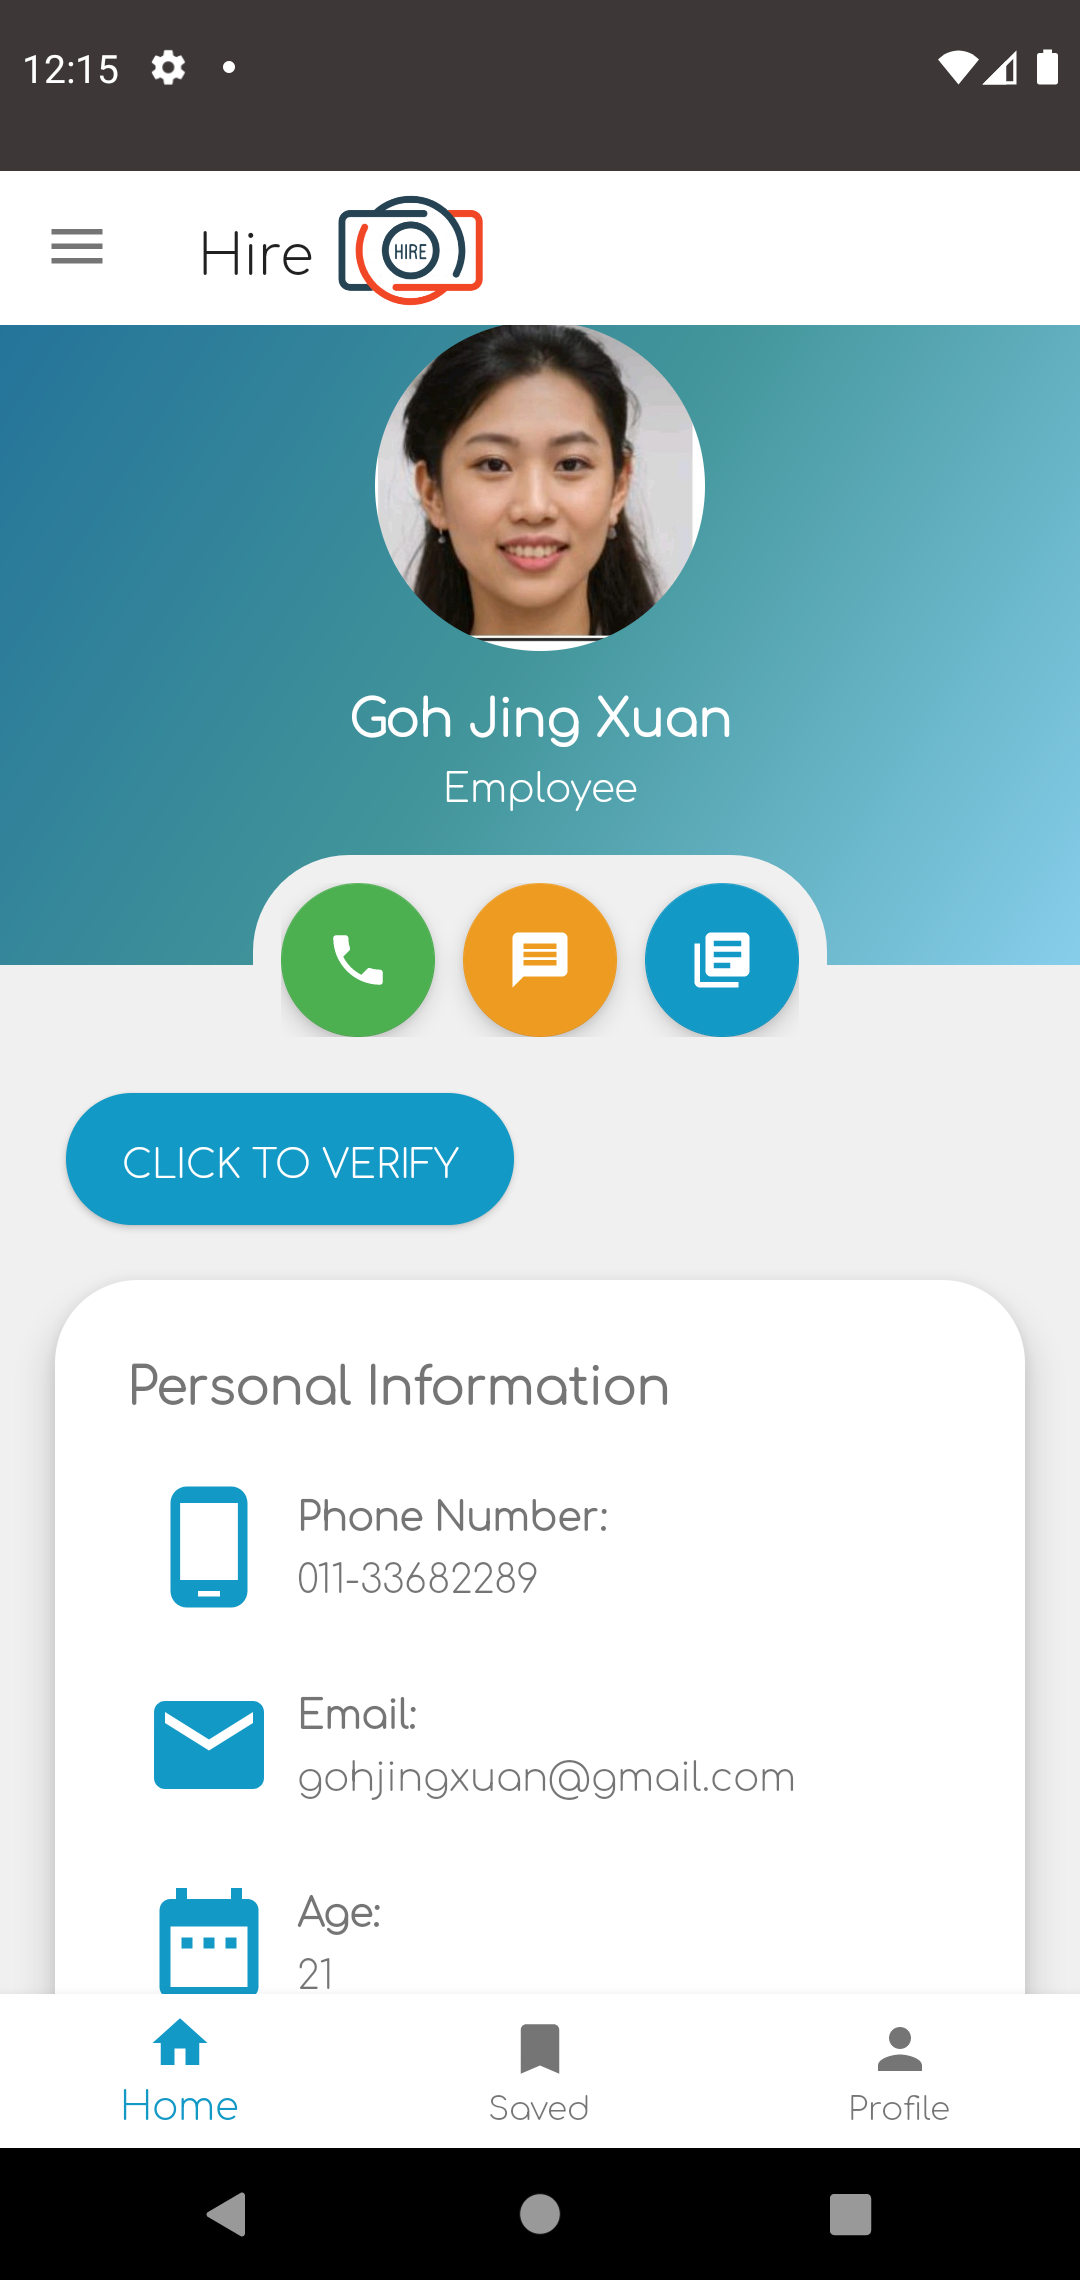 12:15
Hire
HIRE
Goh Jing Xuan
Employee
CLICK TO VERIFY
Personal Information
Phone Number:
011-33682289
Email:
gohjingxuan@gmail.com
Age:
21
Home
Saved
Profile